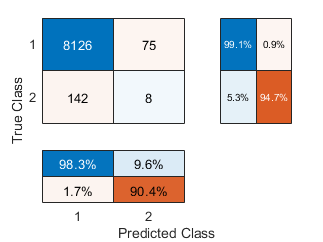 1 8126 75 99.1% 0.9%
2 142 8 5.3% 94.7%
True Class
98.3% 9.6%
1.7% 90.4%
1 2
Predicted Class